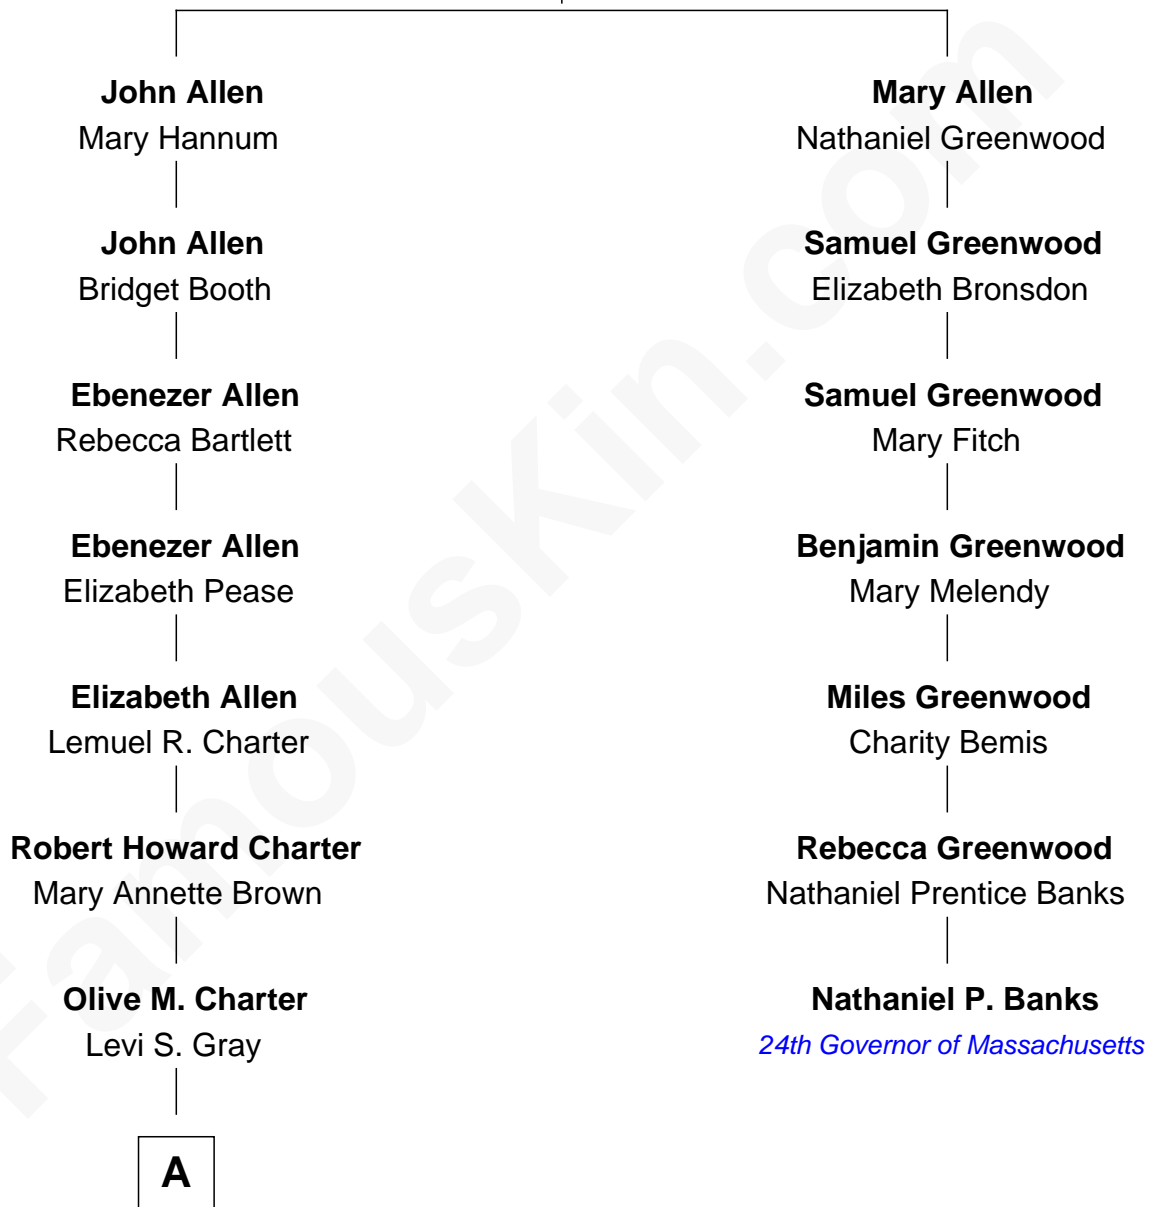 John Allen
Mary Hannum
John Allen
Bridget Booth
Ebenezer Allen
Rebecca Bartlett
Ebenezer Allen
Elizabeth Pease
Elizabeth Allen
Lemuel R. Charter
Robert Howard Charter
Mary Annette Brown
Olive M. Charter
Levi S. Gray
A
Mary Allen
Nathaniel Greenwood
Samuel Greenwood
Elizabeth Bronsdon
Samuel Greenwood
Mary Fitch
Benjamin Greenwood
Mary Melendy
Miles Greenwood
Charity Bemis
Rebecca Greenwood
Nathaniel Prentice Banks
Nathaniel P. Banks
24th Governor of Massachusetts
FamousKin.com